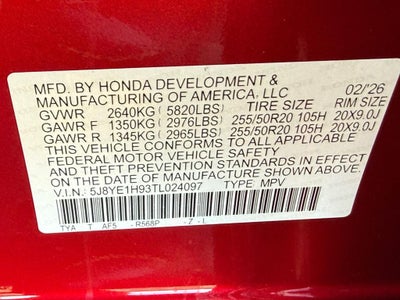 MFD. BY HONDA DEVELOPMENT & 02/'26
MANUFACTURING OF AMERICA, LLC
GVWR 2640KG (5820LBS) TIRE SIZE RIM SIZE
GAWR F 1350KG (2976LBS) 255/50R20 105H 20X9.0J
GAWR R 1345KG (2965LBS) 255/50R20 105H 20X9.0J
THIS VEHICLE CONFORMS TO ALL APPLICABLE
FEDERAL MOTOR VEHICLE SAFETY, BUMPER, AND
THEFT PREVENTION STANDARDS IN EFFECT ON
THE DATE OF MANUFACTURE SHOWN ABOVE.
V.I.N.: 5J8YE1H93TL024097 TYPE: MPV
TYA T AF5 -R568P -Z -L